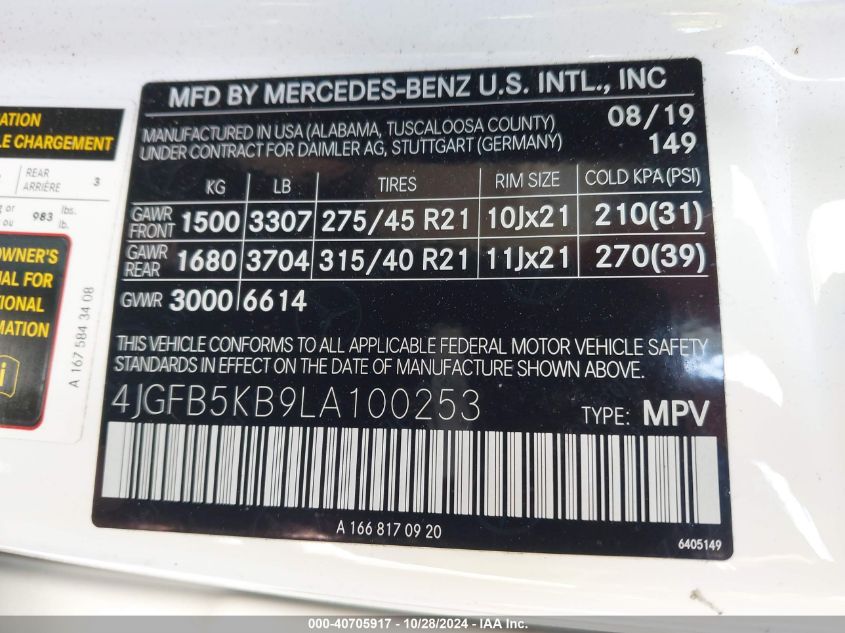 MFD BY MERCEDES-BENZ U.S. INTL., INC
MANUFACTURED IN USA (ALABAMA, TUSCALOOSA COUNTY) 08/19
UNDER CONTRACT FOR DAIMLER AG, STUTTGART (GERMANY) 149
KG LB TIRES RIM SIZE COLD KPA(PSI)
GAWR FRONT 1500 3307 275/45 R21 10Jx21 210(31)
GAWR REAR 1680 3704 315/40 R21 11Jx21 270(39)
GVWR 3000 6614
THIS VEHICLE CONFORMS TO ALL APPLICABLE FEDERAL MOTOR VEHICLE SAFETY
STANDARDS IN EFFECT ON THE DATE OF MANUFACTURE SHOWN ABOVE.
4JGFB5KB9LA100253 TYPE: MPV
A 166 817 09 20
6405149
CHARGEMENT
REAR
ARRIÈRE 3
ou 983 lbs.
lb.
OWNER'S
FOR
A 167 584 34 08
000-40705917 - 10/28/2024 - IAA Inc.